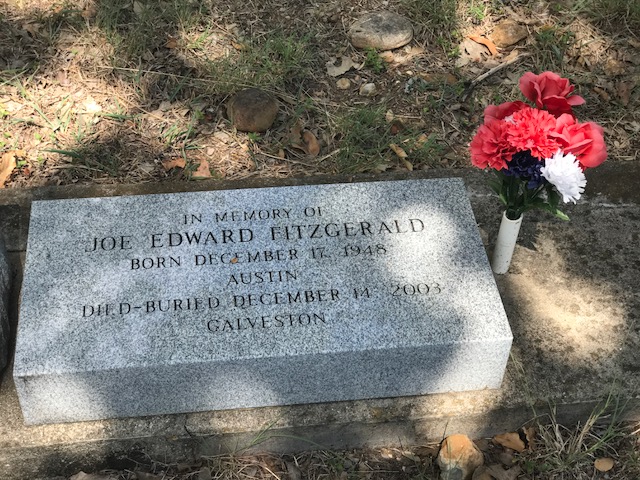 IN MEMORY OF
JOE EDWARD FITZGERALD
BORN DECEMBER 17, 1948
AUSTIN
DIED-BURIED DECEMBER 14, 2003
GALVESTON